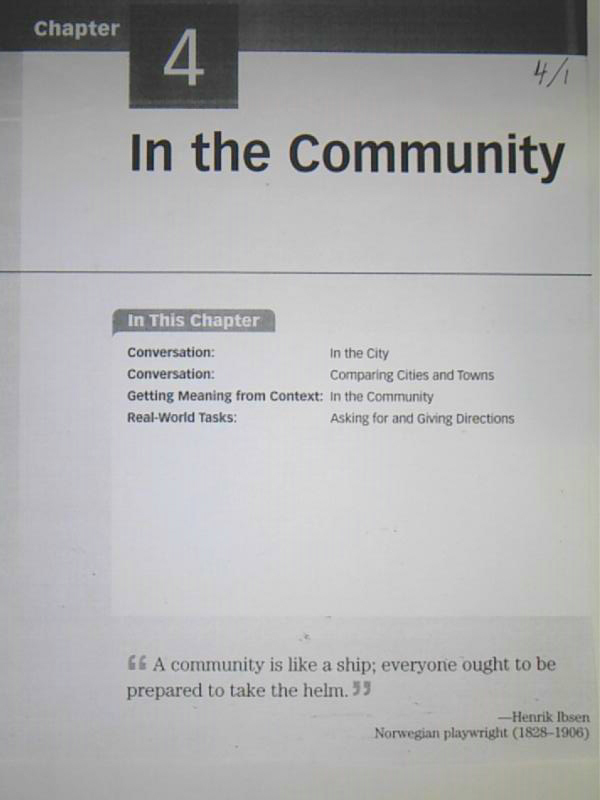 Chapter
4
4/1
In the Community
In This Chapter
Conversation: In the City
Conversation: Comparing Cities and Towns
Getting Meaning from Context: In the Community
Real-World Tasks: Asking for and Giving Directions
“ A community is like a ship; everyone ought to be
prepared to take the helm. ”
—Henrik Ibsen
Norwegian playwright (1828–1906)